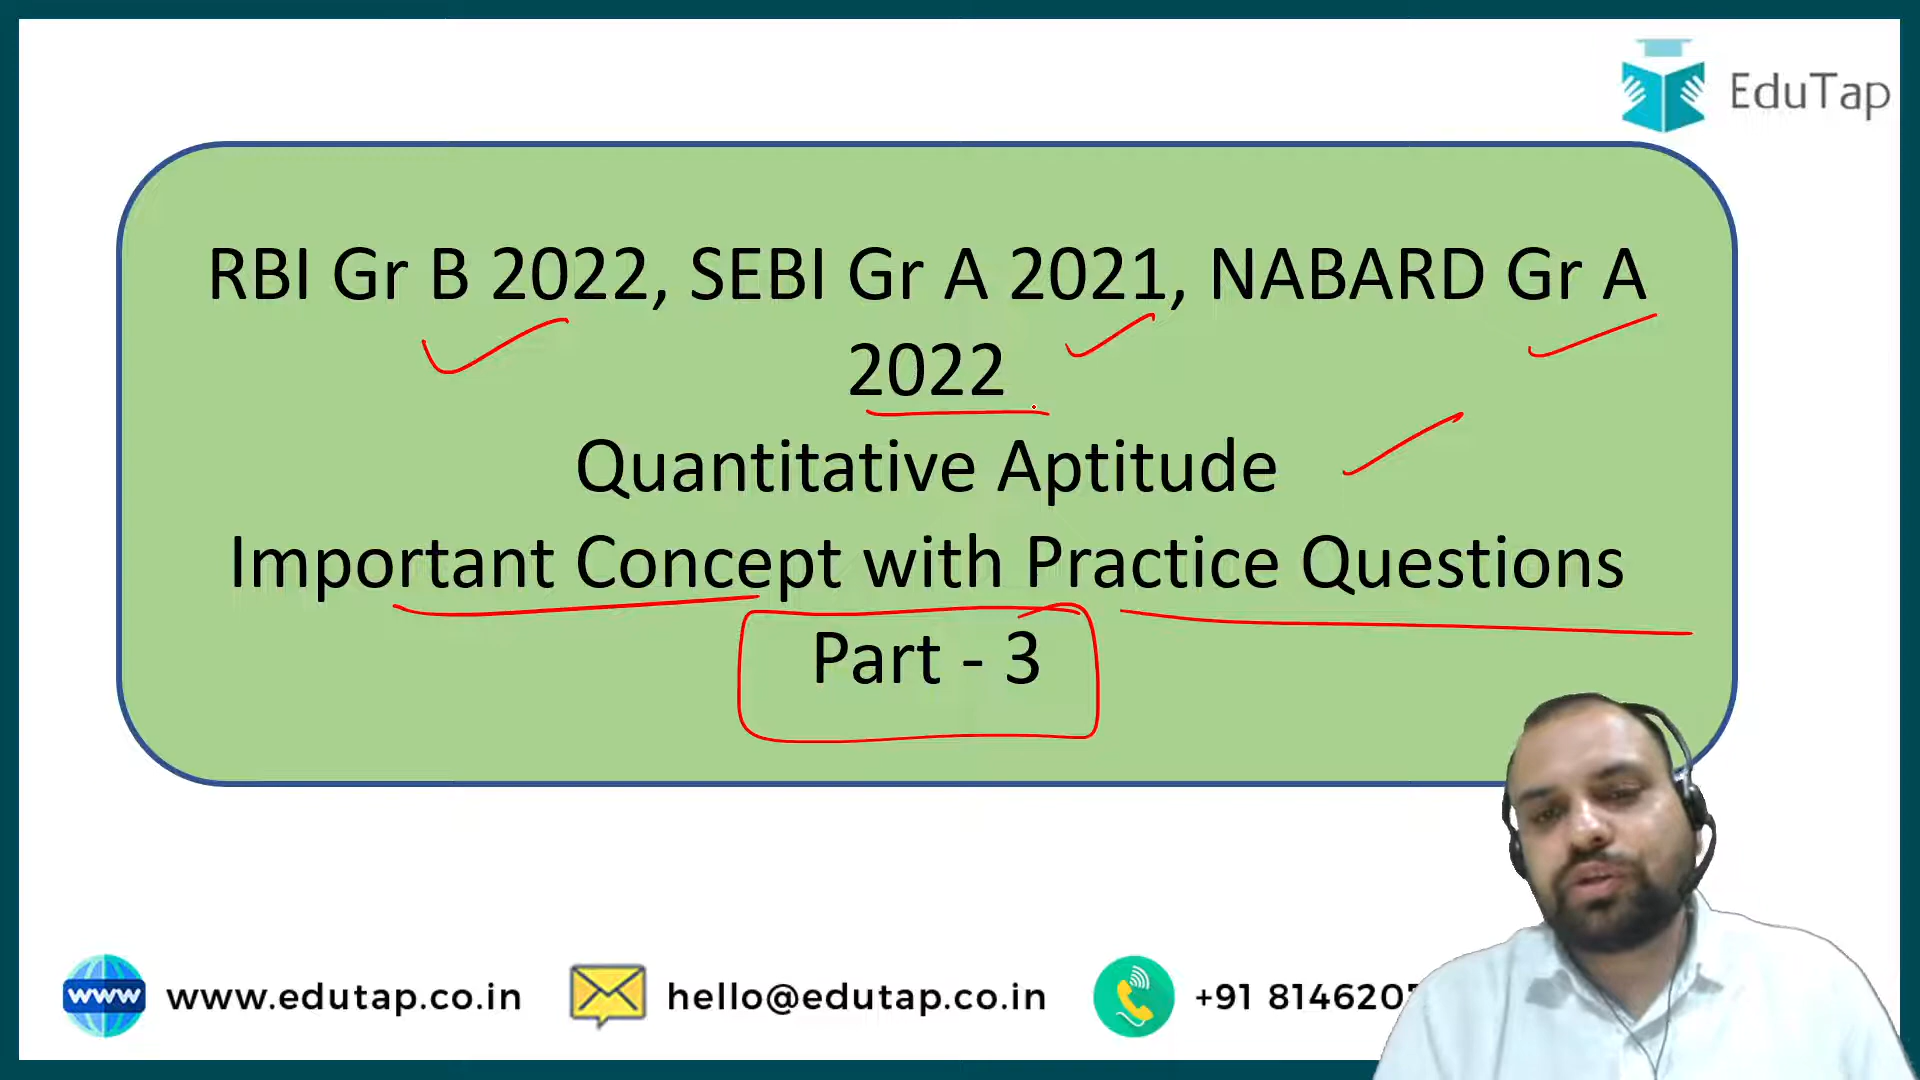 EduTap
RBI Gr B 2022, SEBI Gr A 2021, NABARD Gr A
2022
Quantitative Aptitude
Important Concept with Practice Questions
Part - 3
www www.edutap.co.in hello@edutap.co.in +91 814620